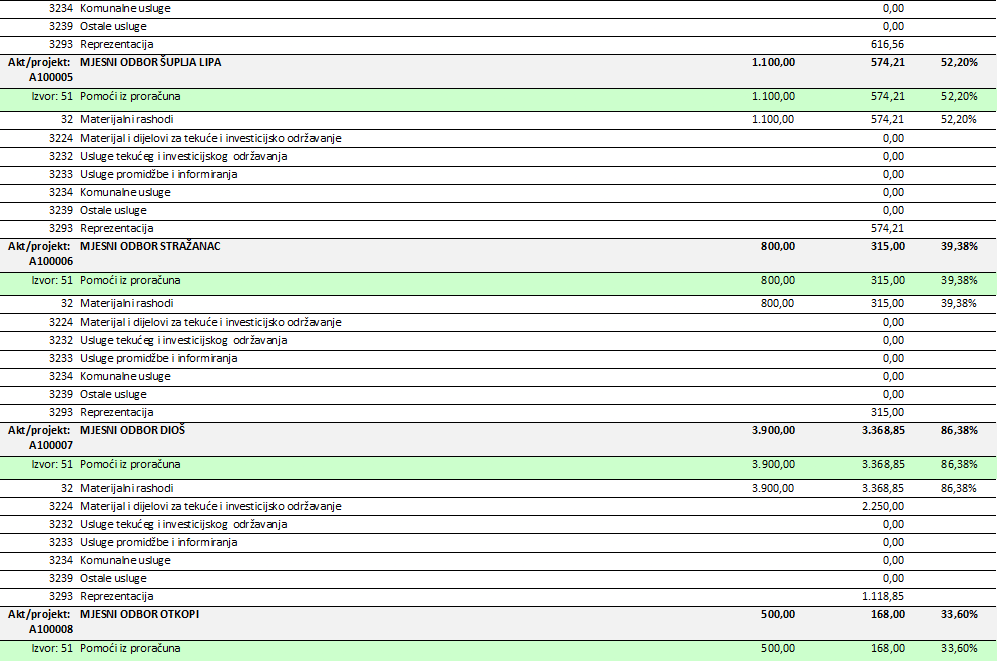 3234 Komunalne usluge 0,00
3239 Ostale usluge 0,00
3293 Reprezentacija 616,56
Akt/projekt: MJESNI ODBOR ŠUPLJA LIPA 1.100,00 574,21 52,20%
A100005
Izvor: 51 Pomoći iz proračuna 1.100,00 574,21 52,20%
32 Materijalni rashodi 1.100,00 574,21 52,20%
3224 Materijal i dijelovi za tekuće i investicijsko održavanje 0,00
3232 Usluge tekućeg i investicijskog održavanja 0,00
3233 Usluge promidžbe i informiranja 0,00
3234 Komunalne usluge 0,00
3239 Ostale usluge 0,00
3293 Reprezentacija 574,21
Akt/projekt: MJESNI ODBOR STRAŽANAC 800,00 315,00 39,38%
A100006
Izvor: 51 Pomoći iz proračuna 800,00 315,00 39,38%
32 Materijalni rashodi 800,00 315,00 39,38%
3224 Materijal i dijelovi za tekuće i investicijsko održavanje 0,00
3232 Usluge tekućeg i investicijskog održavanja 0,00
3233 Usluge promidžbe i informiranja 0,00
3234 Komunalne usluge 0,00
3239 Ostale usluge 0,00
3293 Reprezentacija 315,00
Akt/projekt: MJESNI ODBOR DIOŠ 3.900,00 3.368,85 86,38%
A100007
Izvor: 51 Pomoći iz proračuna 3.900,00 3.368,85 86,38%
32 Materijalni rashodi 3.900,00 3.368,85 86,38%
3224 Materijal i dijelovi za tekuće i investicijsko održavanje 2.250,00
3232 Usluge tekućeg i investicijskog održavanja 0,00
3233 Usluge promidžbe i informiranja 0,00
3234 Komunalne usluge 0,00
3239 Ostale usluge 0,00
3293 Reprezentacija 1.118,85
Akt/projekt: MJESNI ODBOR OTKOPI 500,00 168,00 33,60%
A100008
Izvor: 51 Pomoći iz proračuna 500,00 168,00 33,60%